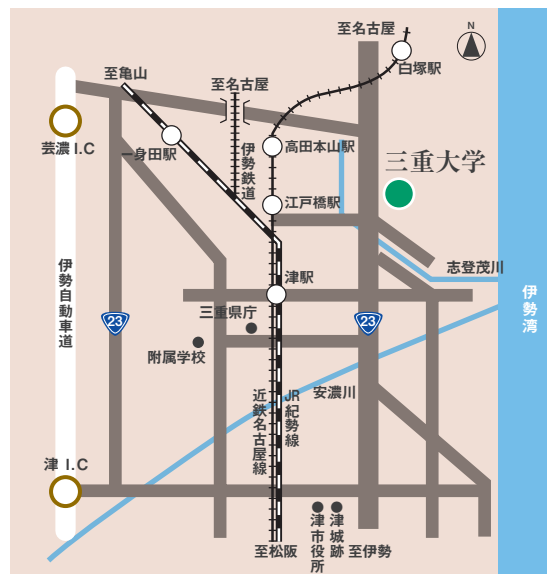 至名古屋
N
白塚駅
至亀山
至名古屋
芸濃 I.C
一身田駅
伊勢鉄道
高田本山駅
三重大学
江戸橋駅
志登茂川
伊勢自動車道
津駅
伊勢湾
三重県庁
23
23
附属学校
近鉄名古屋線
JR紀勢線
安濃川
津 I.C
津市役所
津城跡
至松阪
至伊勢